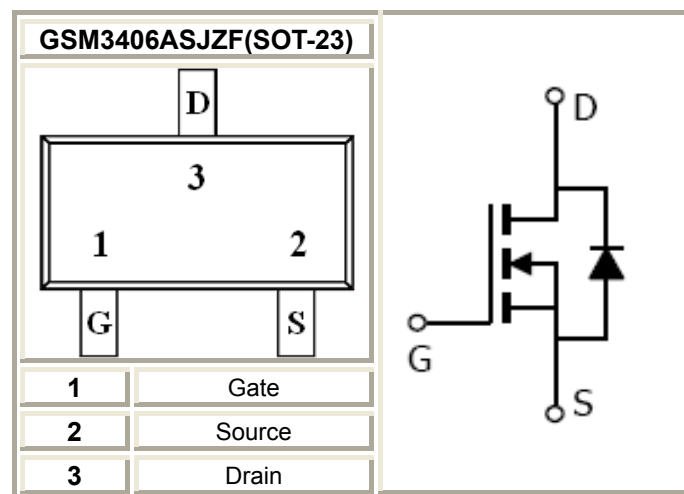 GSM3406ASJZF(SOT-23)
D
3
1 2
G S
1 Gate
2 Source
3 Drain
D
G
S